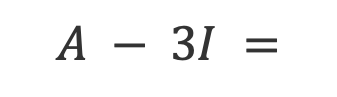 A − 3I =